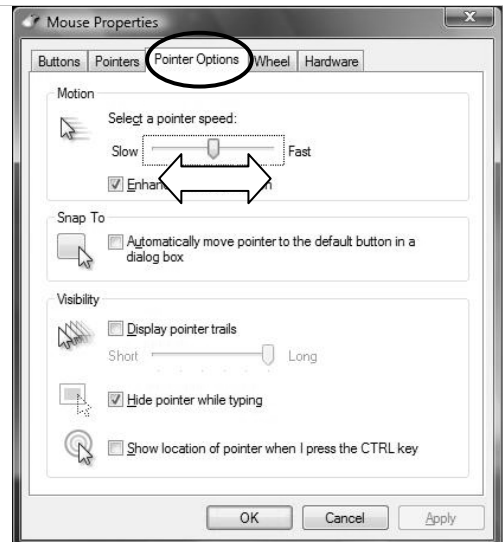 Mouse Properties
Buttons Pointers Pointer Options Wheel Hardware
Motion
Select a pointer speed:
Slow Fast
Snap To
Automatically move pointer to the default button in a
dialog box
Visibility
Display pointer trails
Short Long
Hide pointer while typing
Show location of pointer when I press the CTRL key
OK Cancel Apply